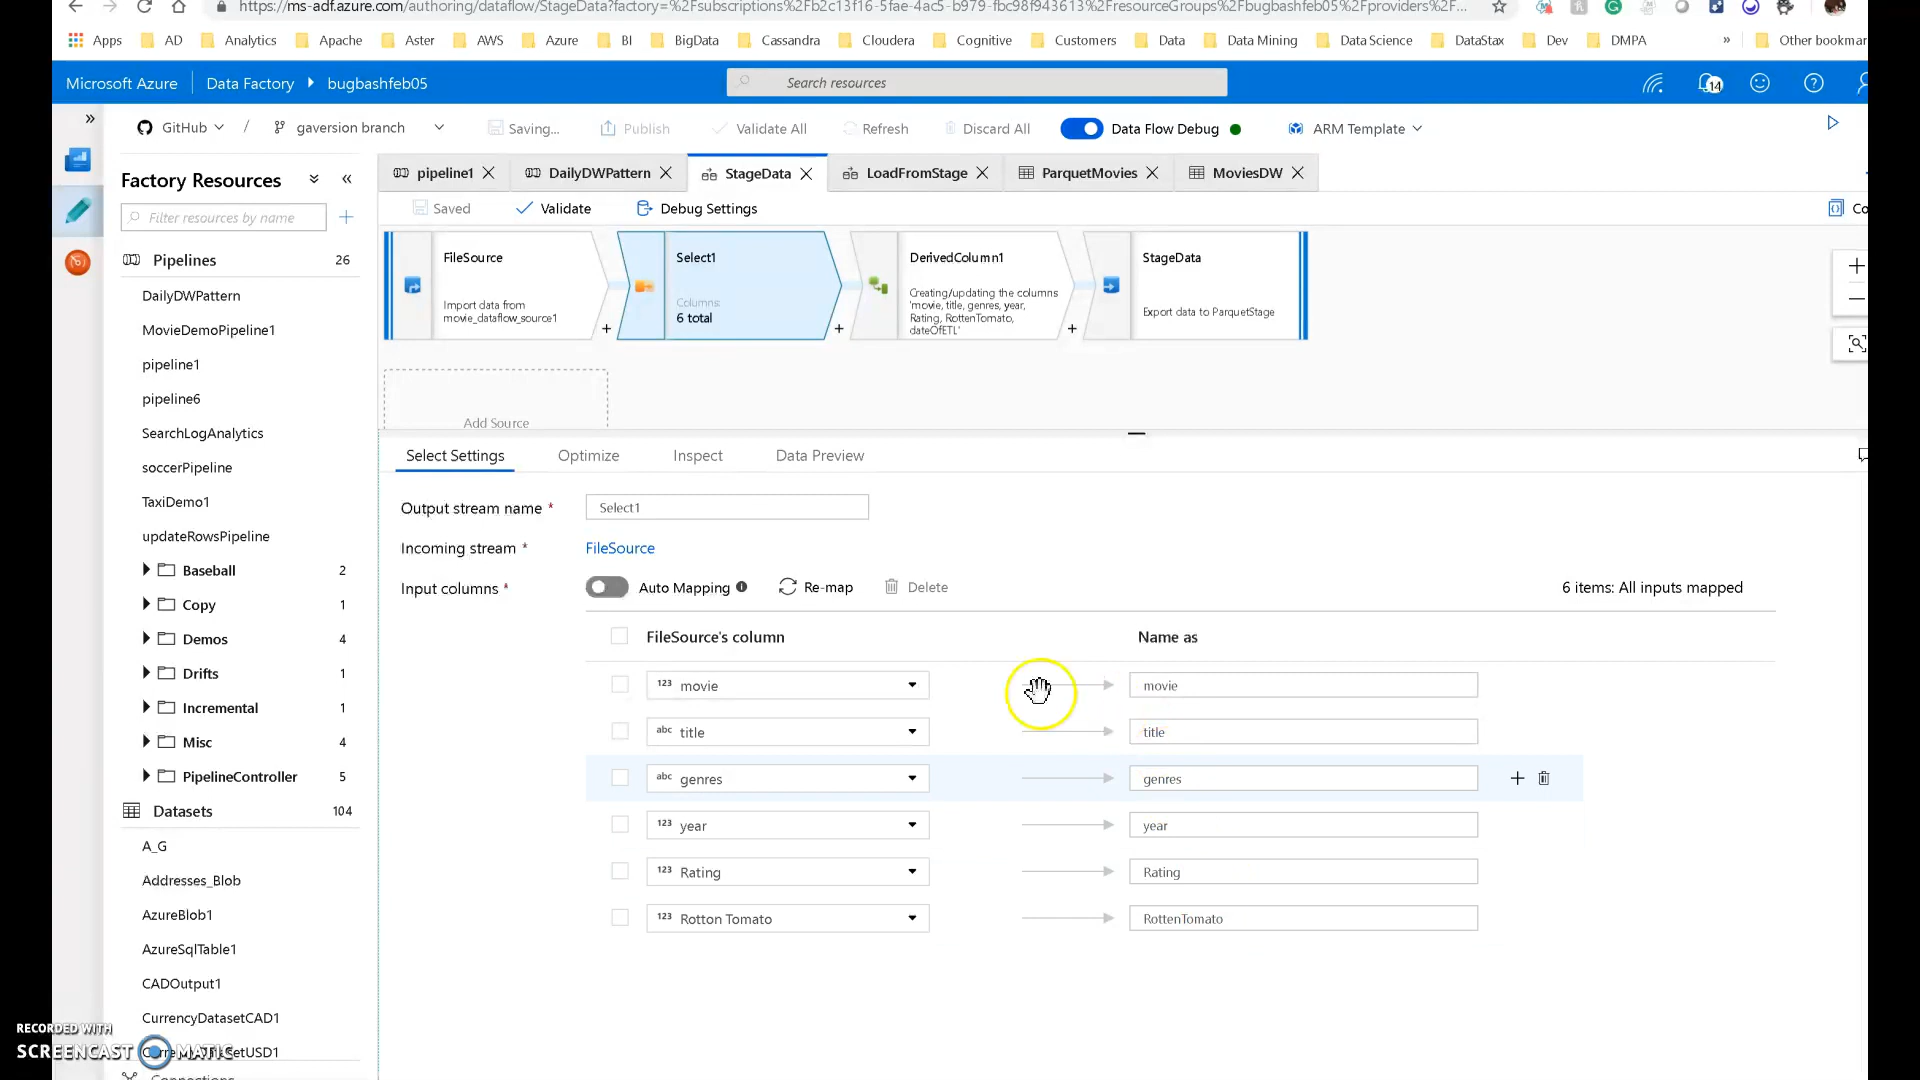 https://ms-adf.azure.com/authoring/dataflow/StageData?factory=%2Fsubscriptions%2Fb2c13f16-5fae-4ac5-b979-fbc98f943613%2FresourceGroups%2Fbugbashfeb05%2Fproviders%2F...
Apps AD Analytics Apache Aster AWS Azure BI BigData Cassandra Cloudera Cognitive Customers Data Data Mining Data Science DataStax Dev DMPA » Other bookmar
Microsoft Azure Data Factory bugbashfeb05 Search resources 14
» GitHub / gaversion branch Saving... Publish Validate All Refresh Discard All Data Flow Debug ARM Template
Factory Resources «
pipeline1 DailyDWPattern StageData LoadFromStage ParquetMovies MoviesDW
Filter resources by name
Saved Validate Debug Settings Co
Pipelines 26
DailyDWPattern
MovieDemoPipeline1
pipeline1
pipeline6
SearchLogAnalytics
soccerPipeline
TaxiDemo1
updateRowsPipeline
Baseball 2
Copy 1
Demos 4
Drifts 1
Incremental 1
Misc 4
PipelineController 5
Datasets 104
A_G
Addresses_Blob
AzureBlob1
AzureSqlTable1
CADOutput1
CurrencyDatasetCAD1
FileSource
Import data from
movie_dataflow_source1
Select1
Columns:
6 total
DerivedColumn1
Creating/updating the columns
'movie, title, genres, year,
Rating, RottenTomato,
dateOfETL'
StageData
Export data to ParquetStage
Add Source
Select Settings Optimize Inspect Data Preview
Output stream name * Select1
Incoming stream * FileSource
Input columns * Auto Mapping Re-map Delete 6 items: All inputs mapped
FileSource's column Name as
123 movie movie
abc title title
abc genres genres
123 year year
123 Rating Rating
123 Rotton Tomato RottenTomato
RECORDED WITH
SCREENCAST MATIC